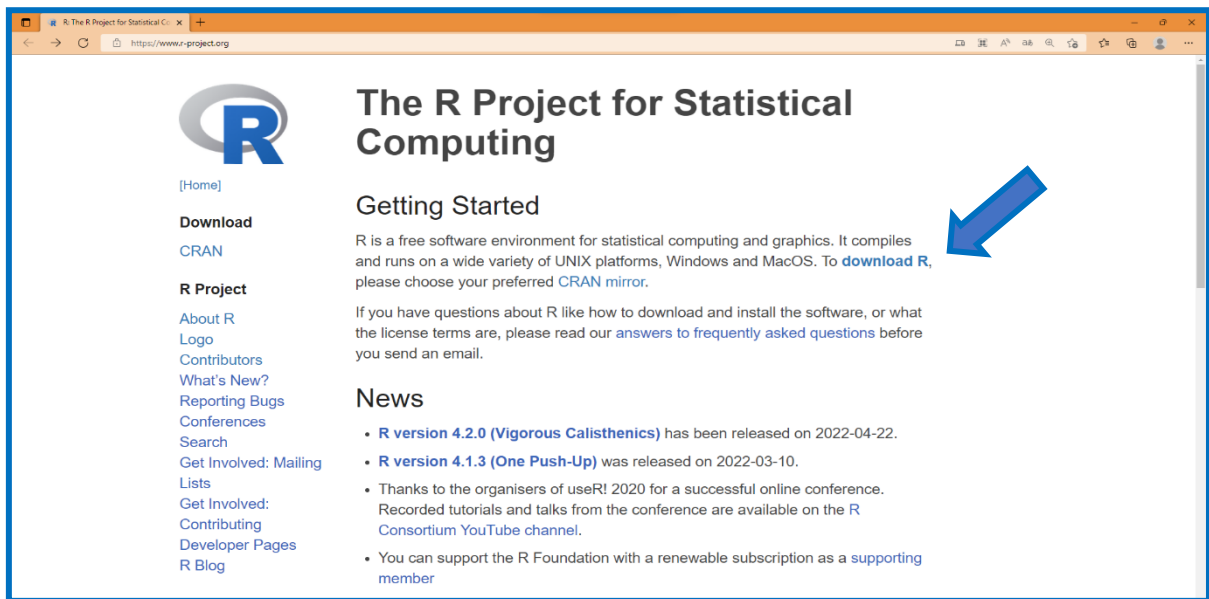 R: The R Project for Statistical Co
https://www.r-project.org
R
The R Project for Statistical
Computing
[Home]
Download
CRAN
R Project
About R
Logo
Contributors
What's New?
Reporting Bugs
Conferences
Search
Get Involved: Mailing
Lists
Get Involved:
Contributing
Developer Pages
R Blog
Getting Started
R is a free software environment for statistical computing and graphics. It compiles
and runs on a wide variety of UNIX platforms, Windows and MacOS. To download R,
please choose your preferred CRAN mirror.
If you have questions about R like how to download and install the software, or what
the license terms are, please read our answers to frequently asked questions before
you send an email.
News
• R version 4.2.0 (Vigorous Calisthenics) has been released on 2022-04-22.
• R version 4.1.3 (One Push-Up) was released on 2022-03-10.
• Thanks to the organisers of useR! 2020 for a successful online conference.
Recorded tutorials and talks from the conference are available on the R
Consortium YouTube channel.
• You can support the R Foundation with a renewable subscription as a supporting
member